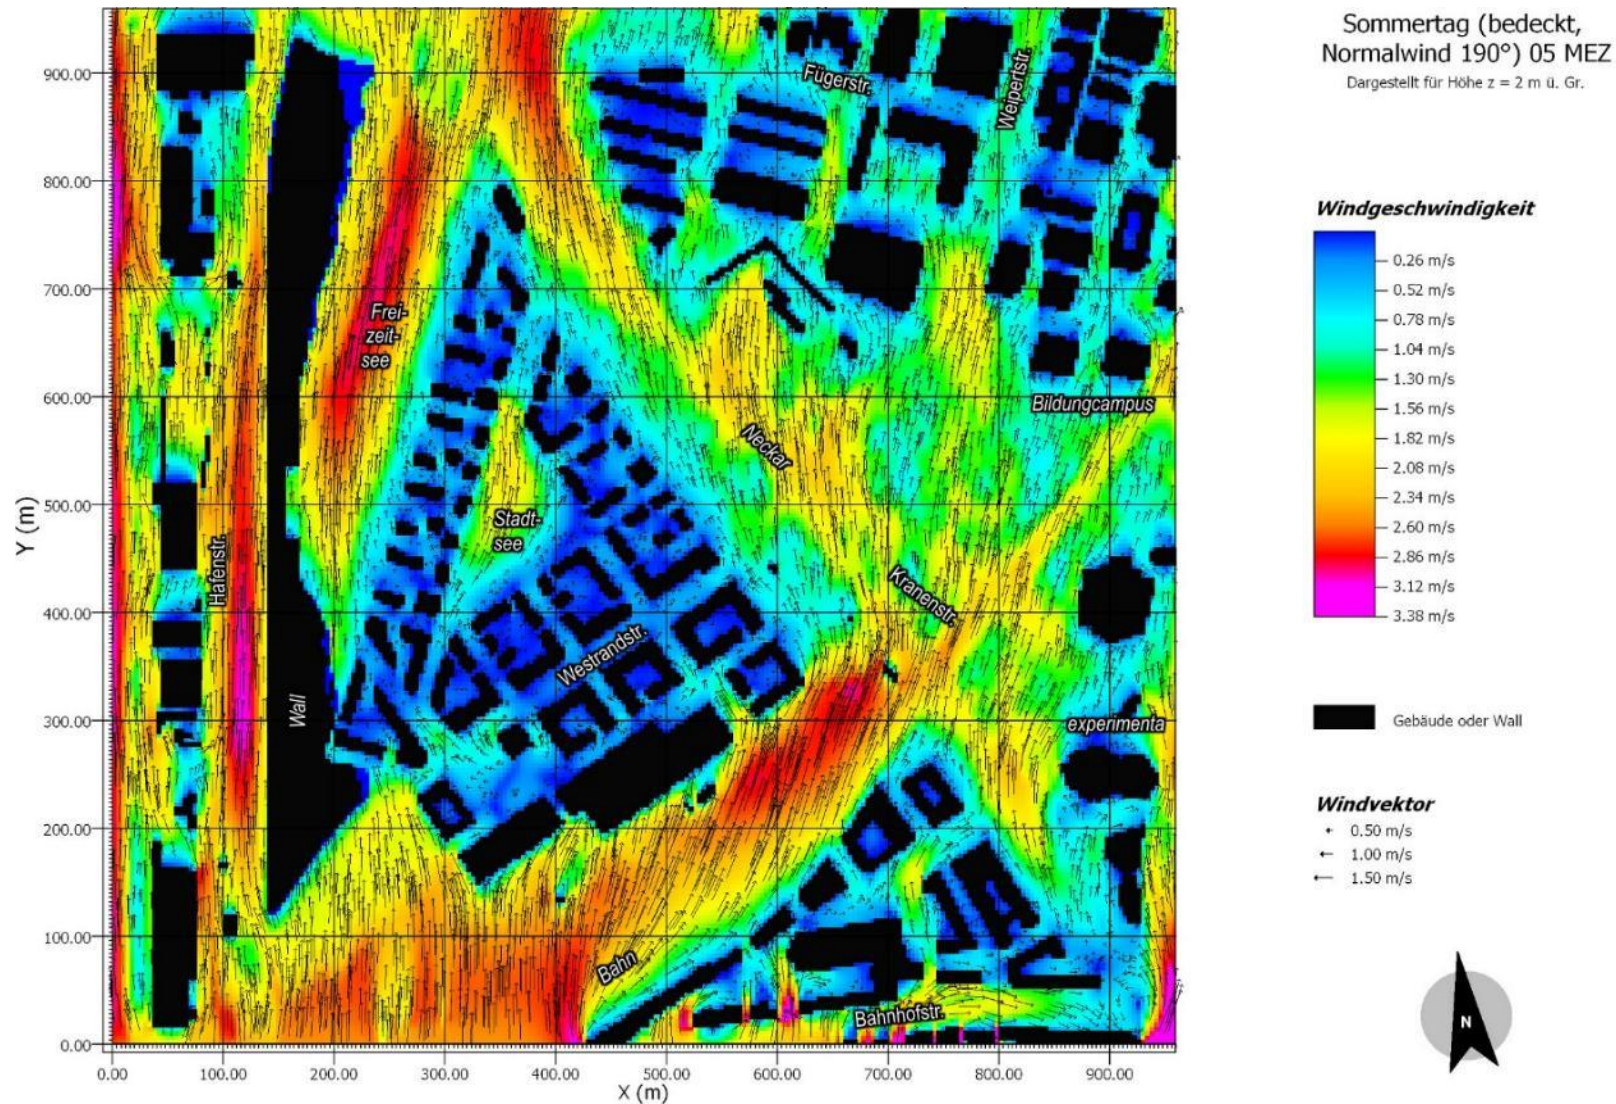 Sommertag (bedeckt,
Normalwind 190°) 05 MEZ
Dargestellt für Höhe z = 2 m ü. Gr.
Windgeschwindigkeit
0.26 m/s
0.52 m/s
0.78 m/s
1.04 m/s
1.30 m/s
1.56 m/s
1.82 m/s
2.08 m/s
2.34 m/s
2.60 m/s
2.86 m/s
3.12 m/s
3.38 m/s
Gebäude oder Wall
Windvektor
0.50 m/s
1.00 m/s
1.50 m/s
N
Y (m)
900.00
800.00
700.00
600.00
500.00
400.00
300.00
200.00
100.00
0.00
0.00 100.00 200.00 300.00 400.00 500.00 600.00 700.00 800.00 900.00
X (m)
Fügerstr.
Weipertstr.
Frei-
zeit-
see
Bildungcampus
Neckar
Stadt-
see
Hafenstr.
Kranenstr.
Westrandstr.
Wall
experimenta
Bahn
Bahnhofstr.